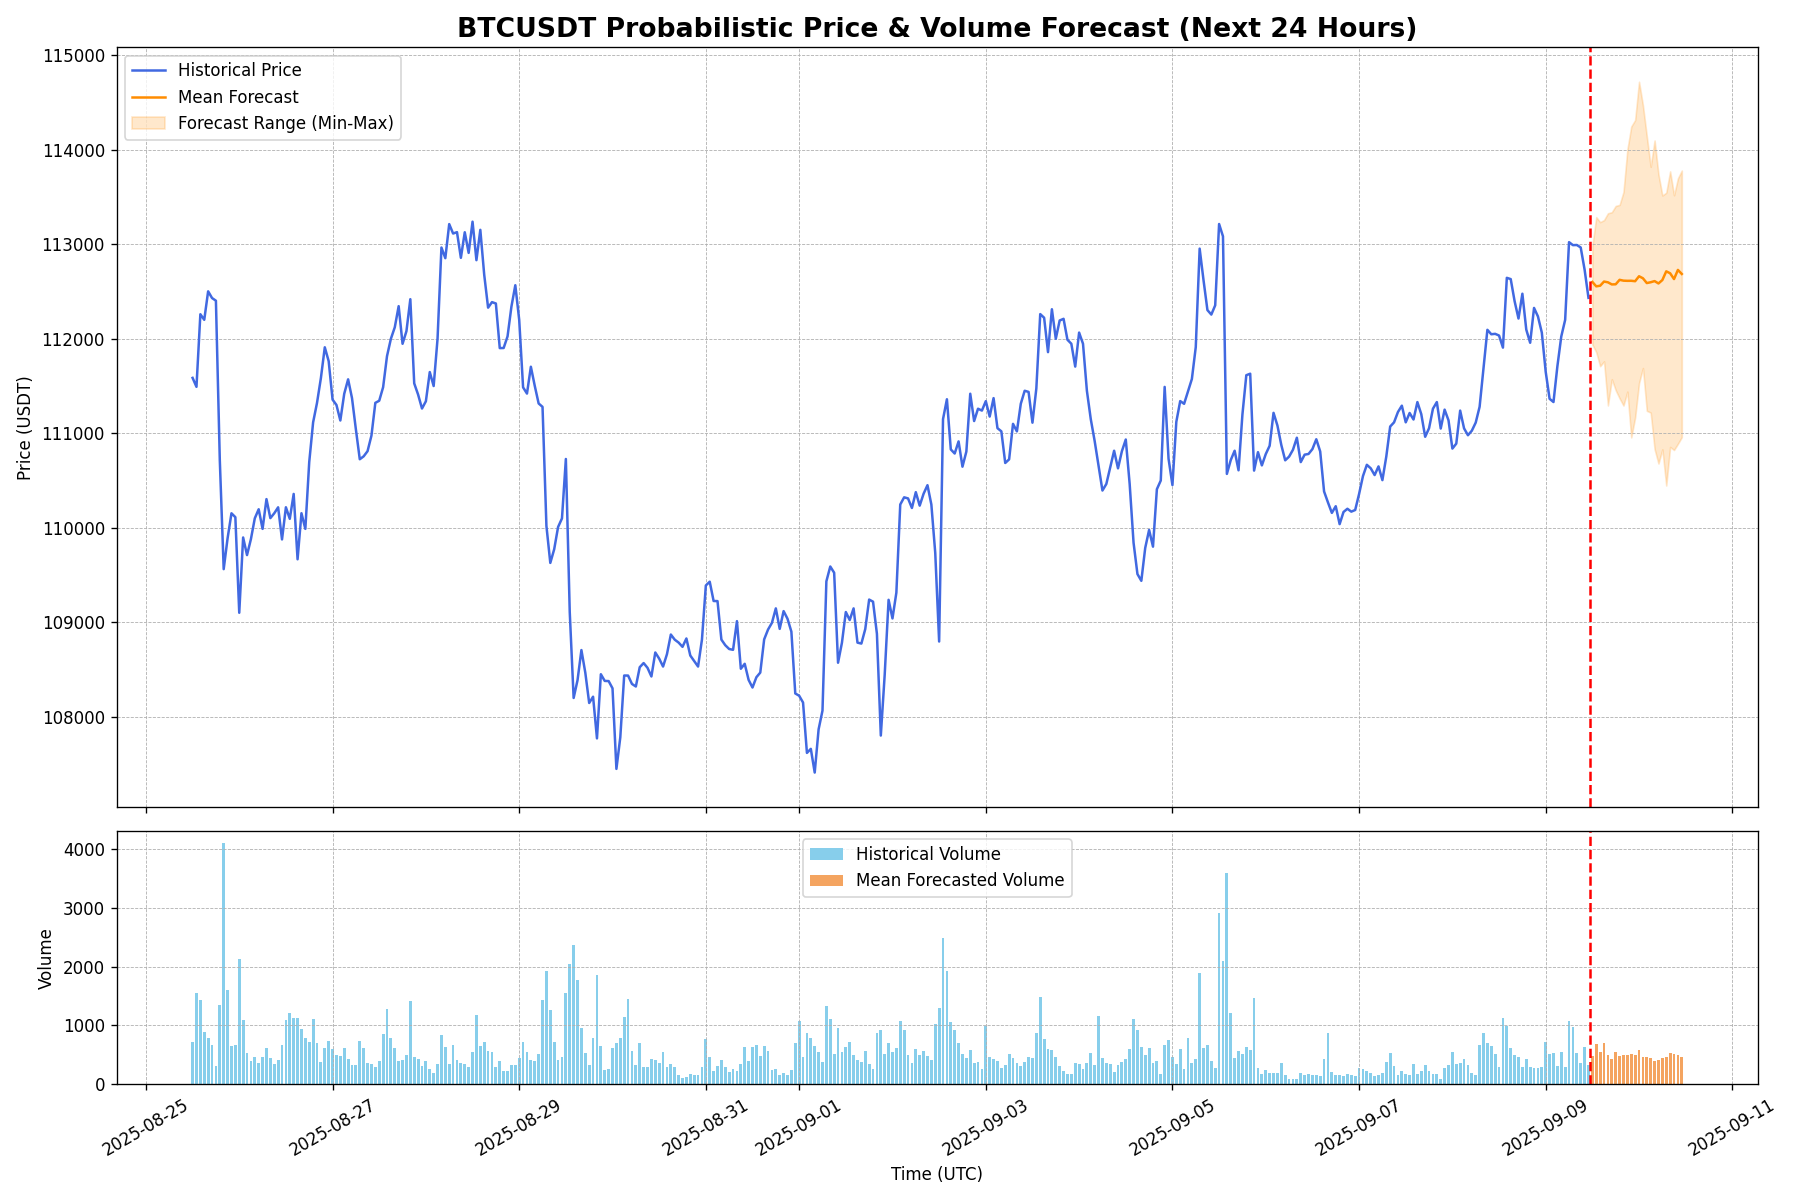 BTCUSDT Probabilistic Price & Volume Forecast (Next 24 Hours)
115000
114000
113000
112000
111000
110000
109000
108000
Price (USDT)
Historical Price
Mean Forecast
Forecast Range (Min-Max)
4000
3000
2000
1000
0
Volume
Historical Volume
Mean Forecasted Volume
2025-08-25
2025-08-27
2025-08-29
2025-08-31
2025-09-01
2025-09-03
2025-09-05
2025-09-07
2025-09-09
2025-09-11
Time (UTC)